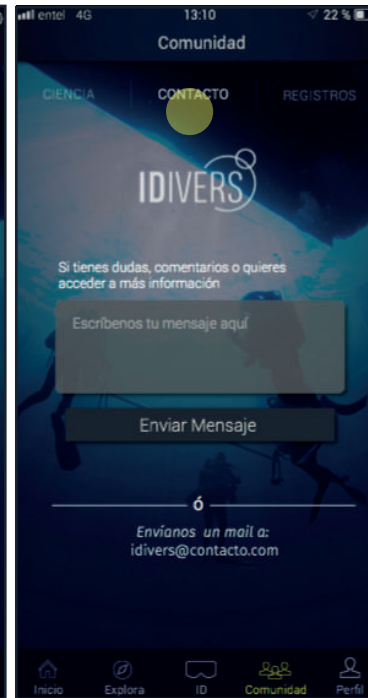 entel 4G 13:10 22 %
Comunidad
CIENCIA CONTACTO REGISTROS
IDIVERS
Si tienes dudas, comentarios o quieres
acceder a más información
Escríbenos tu mensaje aquí
Enviar Mensaje
ó
Envíanos un mail a:
idivers@contacto.com
Inicio Explora ID Comunidad Perfil